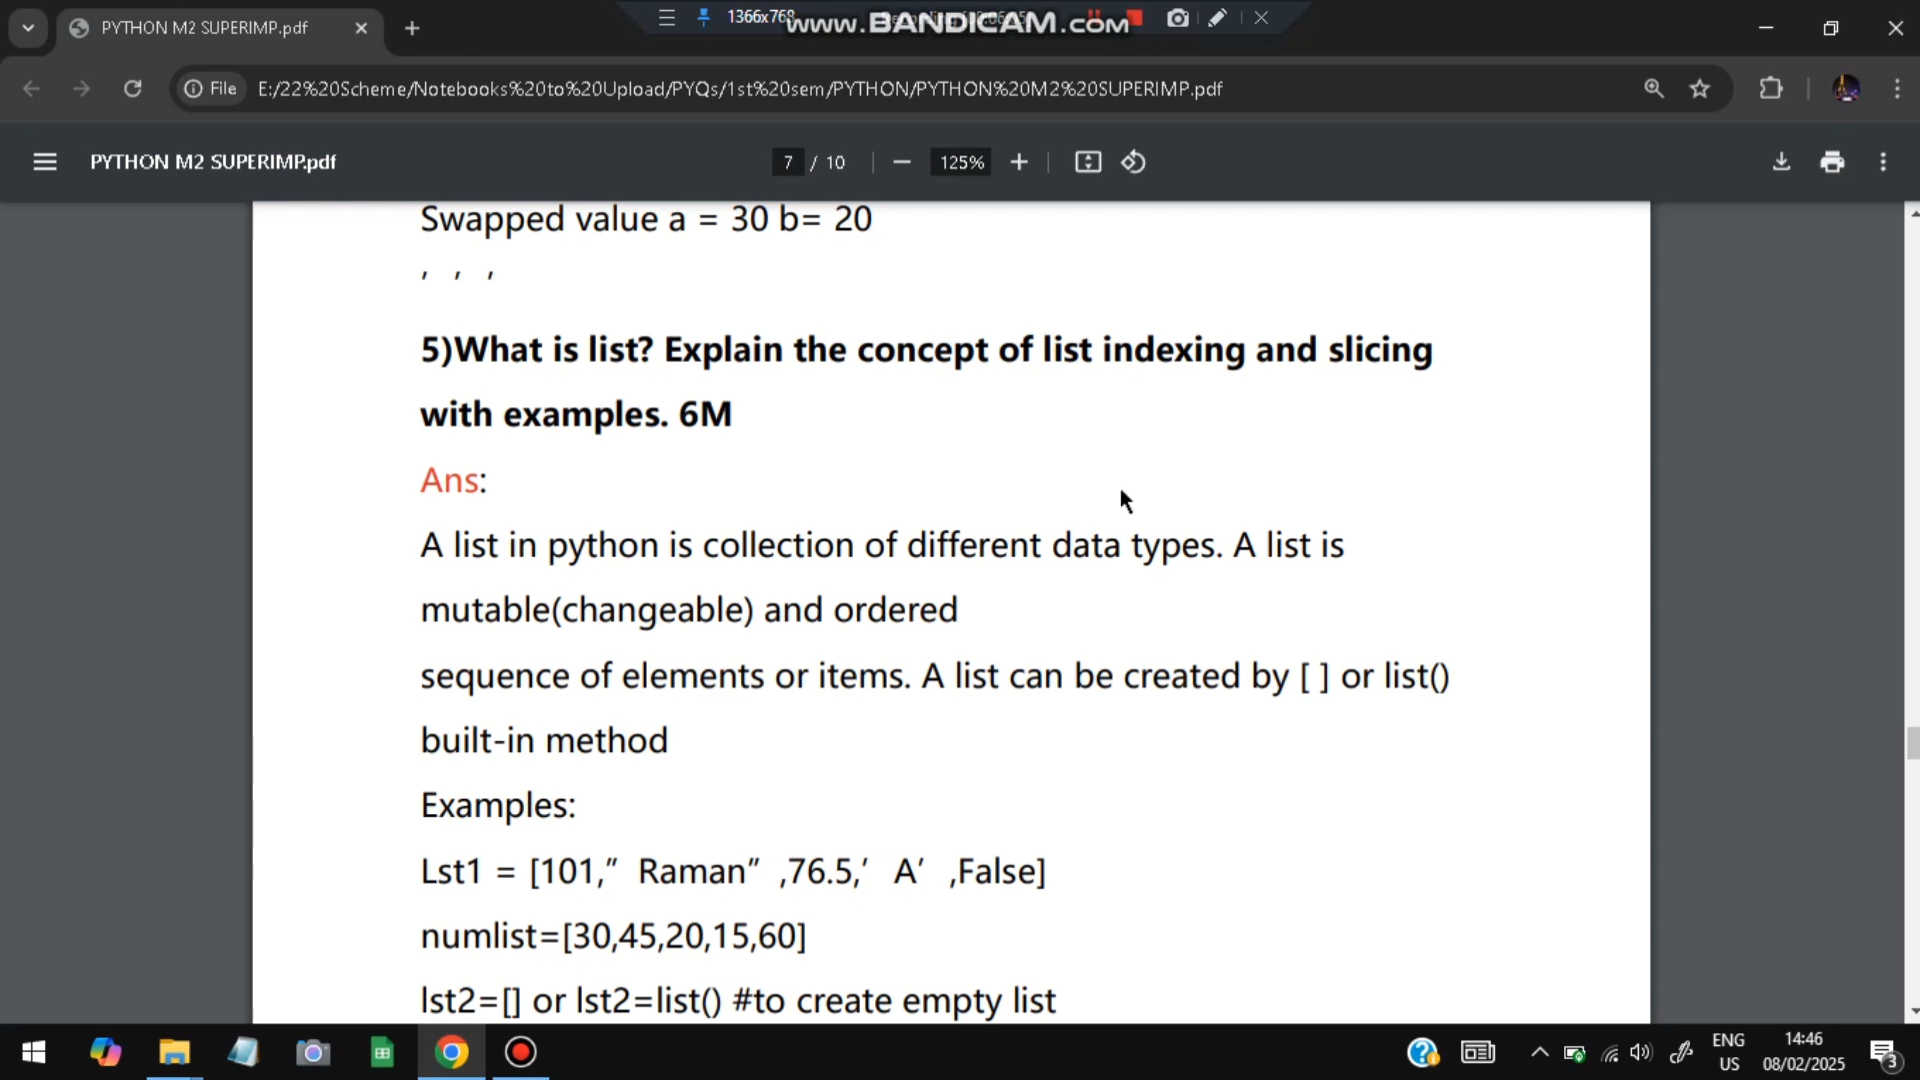 PYTHON M2 SUPERIMP.pdf
1366x768
www.BANDICAM.com
File
E:/22%20Scheme/Notebooks%20to%20Upload/PYQs/1st%20sem/PYTHON/PYTHON%20M2%20SUPERIMP.pdf
PYTHON M2 SUPERIMP.pdf
7 / 10
125%
Swapped value a = 30 b= 20
’ ’ ’
5)What is list? Explain the concept of list indexing and slicing
with examples. 6M
Ans:
A list in python is collection of different data types. A list is
mutable(changeable) and ordered
sequence of elements or items. A list can be created by [ ] or list()
built-in method
Examples:
Lst1 = [101,” Raman” ,76.5,’ A’ ,False]
numlist=[30,45,20,15,60]
lst2=[] or lst2=list() #to create empty list
ENG
US
14:46
08/02/2025
3